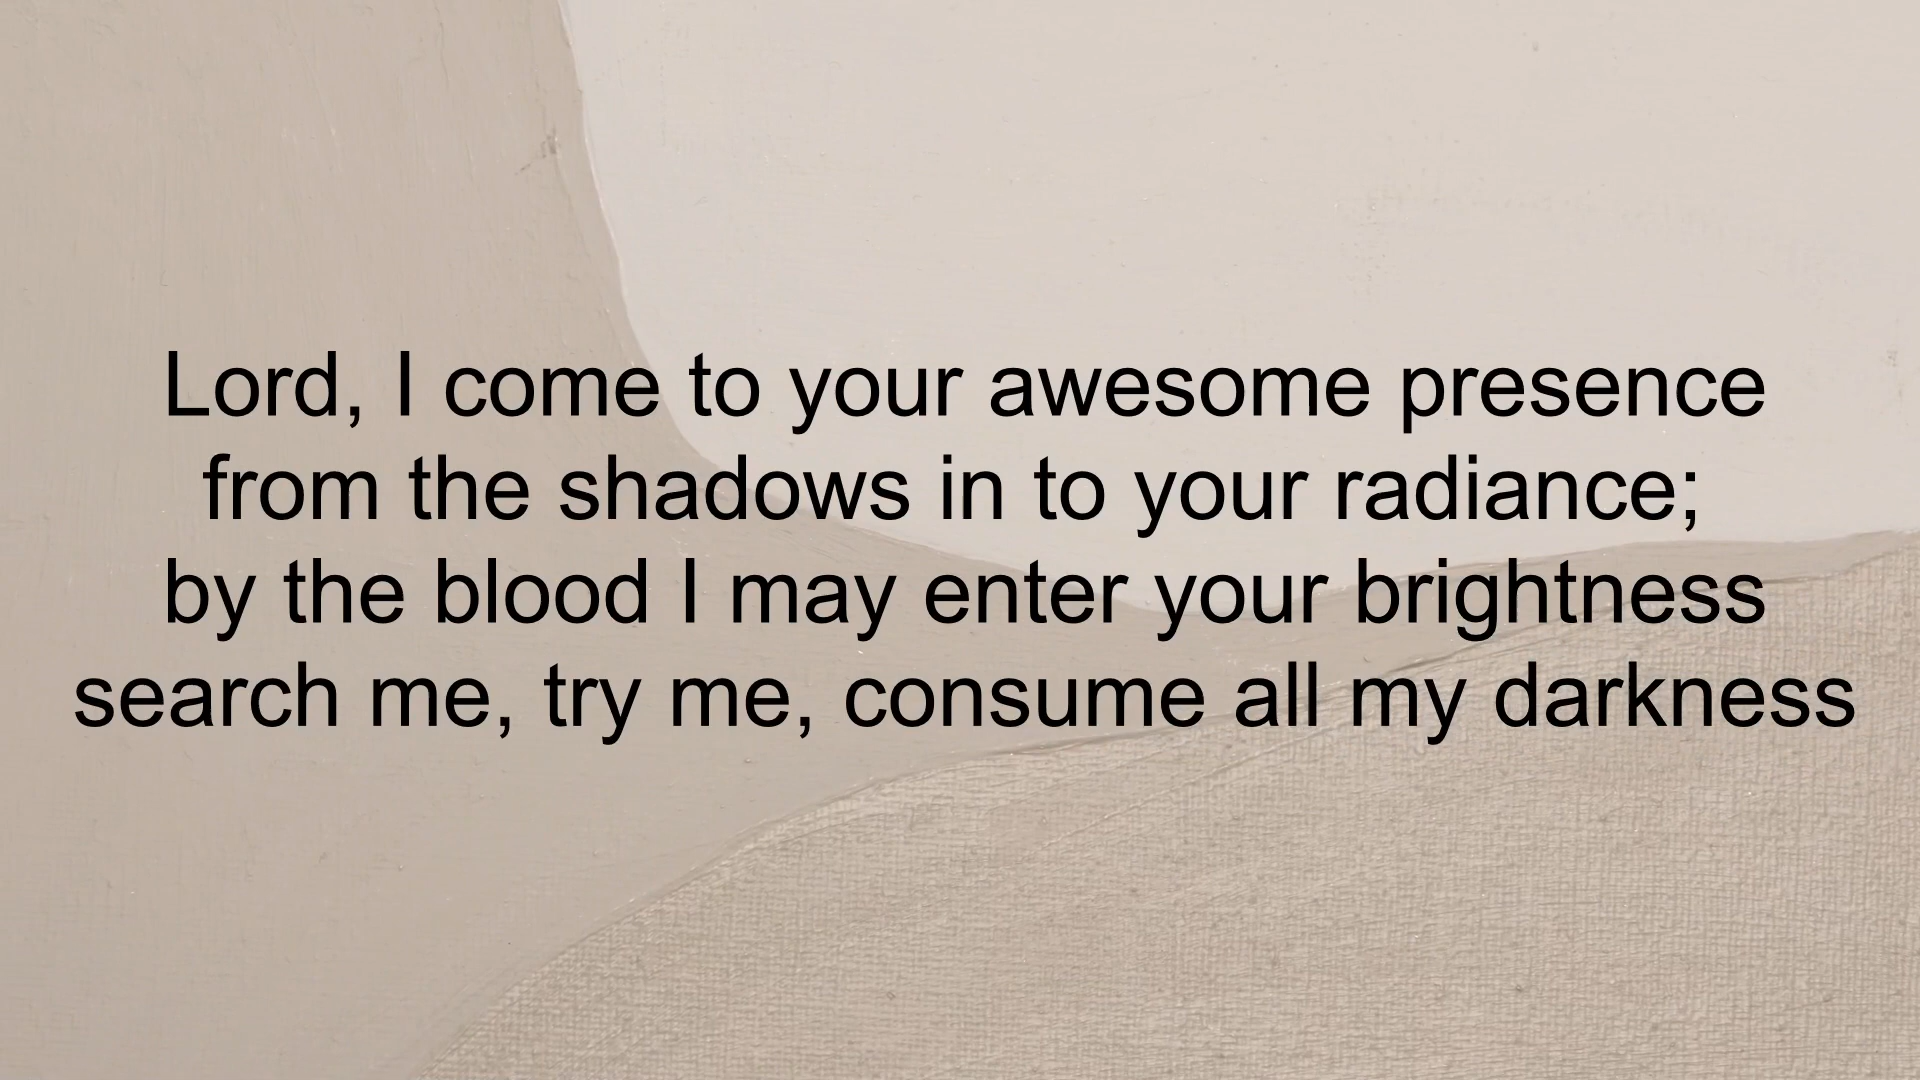 Lord, I come to your awesome presence
from the shadows in to your radiance;
by the blood I may enter your brightness
search me, try me, consume all my darkness